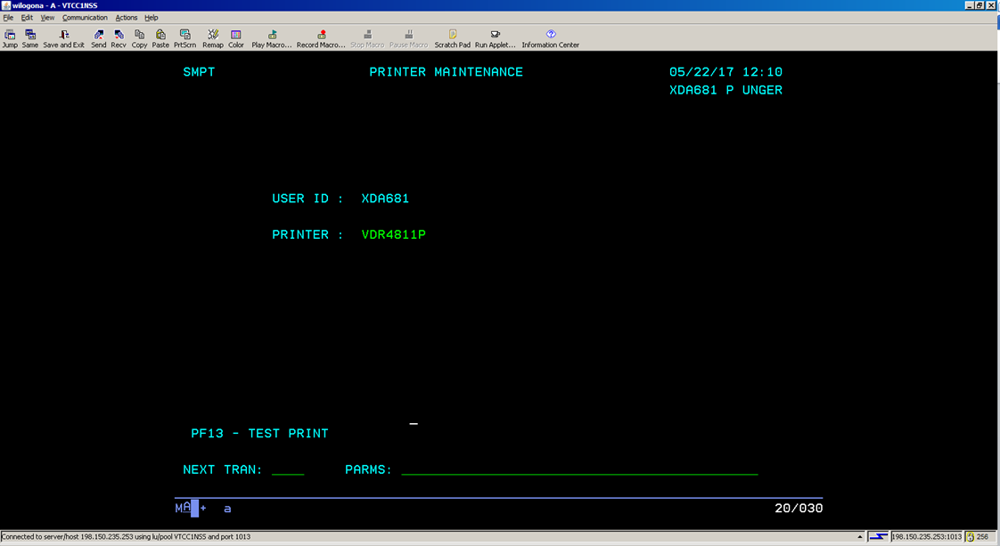 wilogona - A - VTCC1NSS
File Edit View Communication Actions Help
Jump Same Save and Exit Send Recv Copy Paste PrtScrn Remap Color Play Macro... Record Macro... Stop Macro Pause Macro Scratch Pad Run Applet... Information Center
SMPT PRINTER MAINTENANCE 05/22/17 12:10
XDA681 P UNGER
USER ID : XDA681
PRINTER : VDR4811P
PF13 - TEST PRINT
NEXT TRAN: _____ PARMS: 
MA + a 20/030
Connected to server/host 198.150.235.253 using lu/pool VTCC1NSS and port 1013 198.150.235.253:1013 256